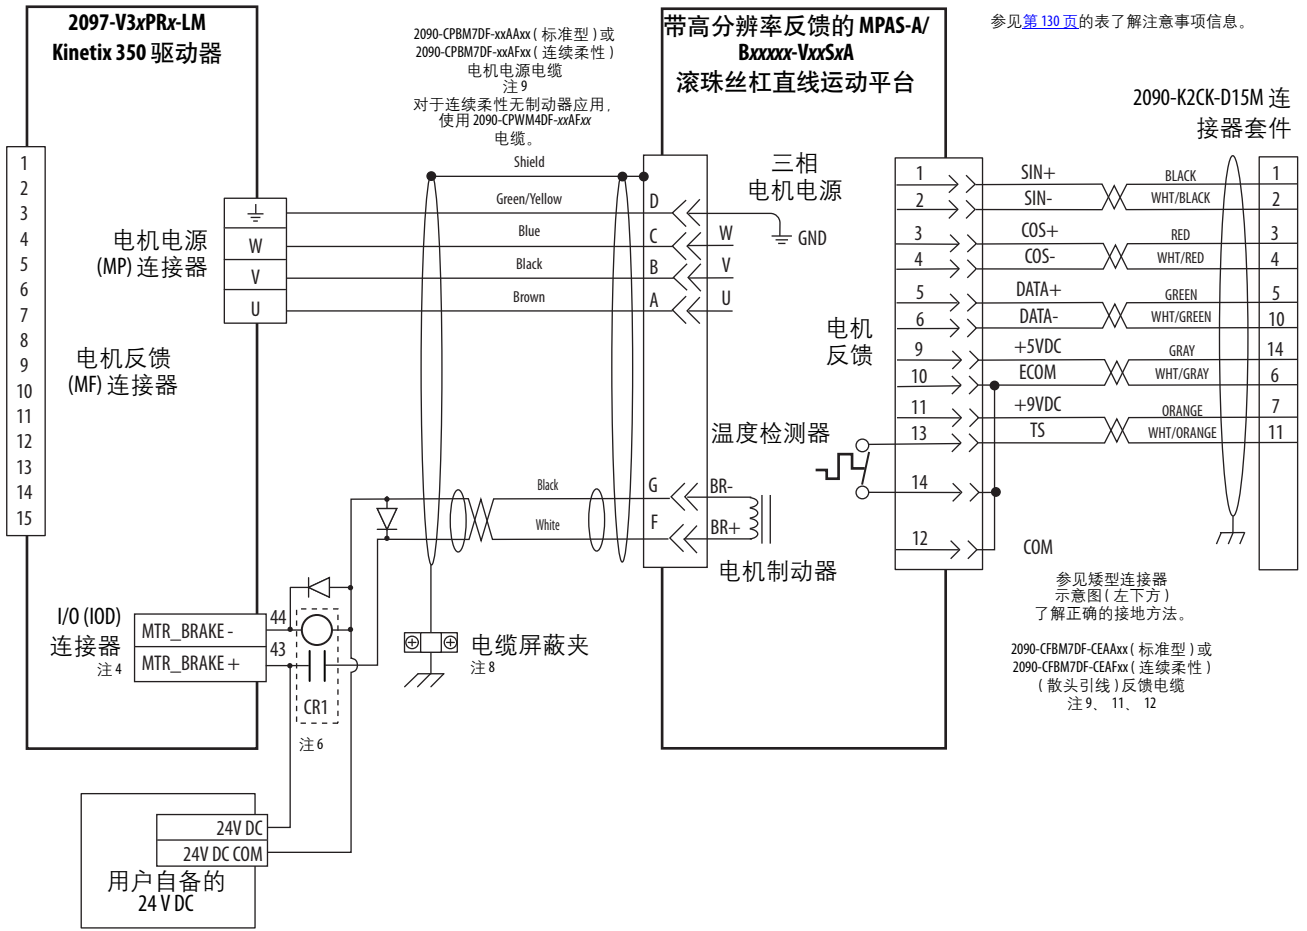 2097-V3xPRx-LM
Kinetix 350 驱动器
1
2
3
4
5
6
7
8
9
10
11
12
13
14
15
电机电源
(MP) 连接器
W
V
U
电机反馈
(MF) 连接器
I/O (IOD)
连接器
注 4
MTR_BRAKE -
MTR_BRAKE +
44
43
CR1
注 6
24V DC
24V DC COM
用户自备的
24 V DC
2090-CPBM7DF-xxAAxx ( 标准型 ) 或
2090-CPBM7DF-xxAFxx ( 连续柔性 )
电机电源电缆
注 9
对于连续柔性无制动器应用,
使用 2090-CPWM4DF-xxAFxx
电缆。
Shield
Green/Yellow
Blue
Black
Brown
Black
White
电缆屏蔽夹
注 8
带高分辨率反馈的 MPAS-A/
Bxxxxx-VxxSxA
滚珠丝杠直线运动平台
D
C
B
A
G
F
三相
电机电源
GND
W
V
U
BR-
BR+
电机制动器
温度检测器
电机
反馈
1
2
3
4
5
6
9
10
11
13
14
12
SIN+
SIN-
COS+
COS-
DATA+
DATA-
+5VDC
ECOM
+9VDC
TS
COM
BLACK
WHT/BLACK
RED
WHT/RED
GREEN
WHT/GREEN
GRAY
WHT/GRAY
ORANGE
WHT/ORANGE
参见第 130 页的表了解注意事项信息。
2090-K2CK-D15M 连
接器套件
1
2
3
4
5
10
14
6
7
11
参见矮型连接器
示意图 ( 左下方 )
了解正确的接地方法。
2090-CFBM7DF-CEAAxx ( 标准型 ) 或
2090-CFBM7DF-CEAFxx ( 连续柔性 )
( 散头引线 ) 反馈电缆
注 9、 11、 12